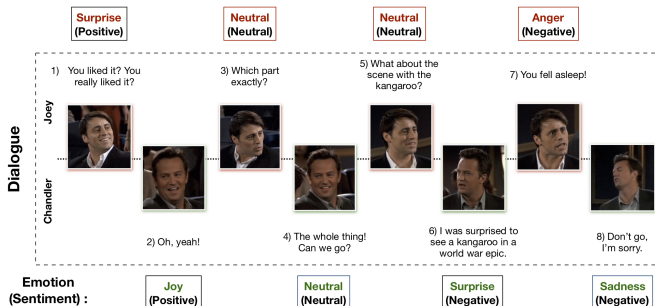 Surprise
(Positive)
Neutral
(Neutral)
Neutral
(Neutral)
Anger
(Negative)
Dialogue
Joey
Chandler
1) You liked it? You
really liked it?
3) Which part
exactly?
5) What about the
scene with the
kangaroo?
7) You fell asleep!
2) Oh, yeah!
4) The whole thing!
Can we go?
6) I was surprised to
see a kangaroo in a
world war epic.
8) Don't go,
I'm sorry.
Emotion
(Sentiment) :
Joy
(Positive)
Neutral
(Neutral)
Surprise
(Negative)
Sadness
(Negative)